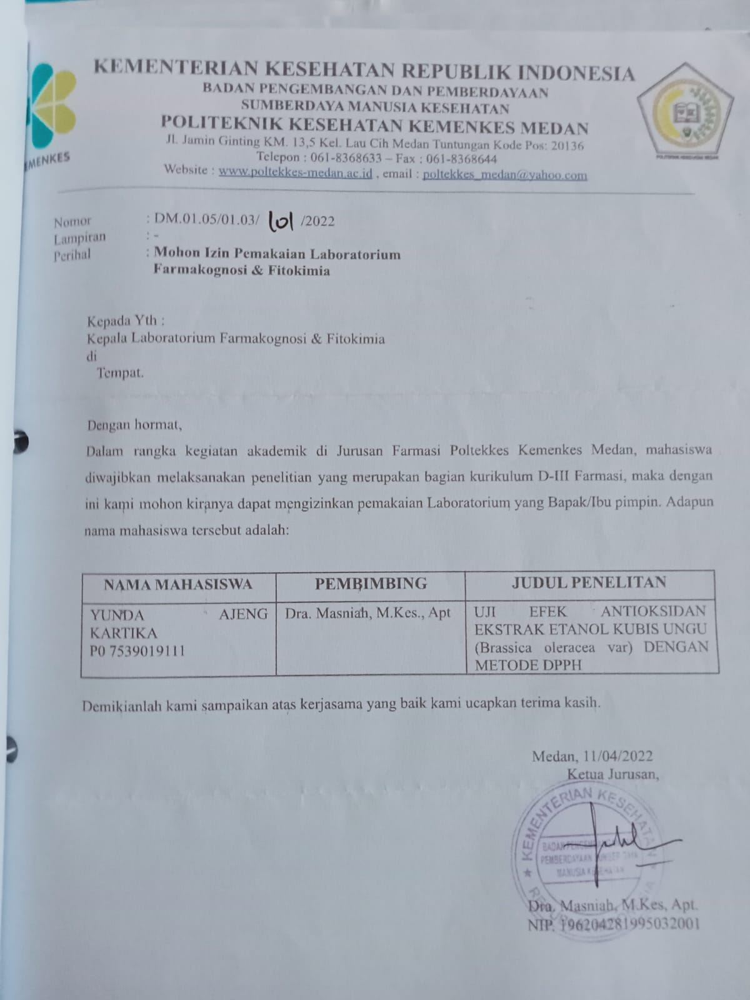 KEMENTERIAN KESEHATAN REPUBLIK INDONESIA
BADAN PENGEMBANGAN DAN PEMBERDAYAAN
SUMBERDAYA MANUSIA KESEHATAN
POLITEKNIK KESEHATAN KEMENKES MEDAN
Jl. Jamin Ginting KM. 13,5 Kel. Lau Cih Medan Tuntungan Kode Pos: 20136
Telepon : 061-8368633 – Fax : 061-8368644
Website : www.poltekkes-medan.ac.id , email : poltekkes_medan@yahoo.com
EMENKES
POLITEKNIK KESEHATAN MEDAN
Nomor : DM.01.05/01.03/ 101 /2022
Lampiran : -
Perihal : Mohon Izin Pemakaian Laboratorium
Farmakognosi & Fitokimia
Kepada Yth :
Kepala Laboratorium Farmakognosi & Fitokimia
di
Tempat.
Dengan hormat,
Dalam rangka kegiatan akademik di Jurusan Farmasi Poltekkes Kemenkes Medan, mahasiswa
diwajibkan melaksanakan penelitian yang merupakan bagian kurikulum D-III Farmasi, maka dengan
ini kami mohon kiranya dapat mengizinkan pemakaian Laboratorium yang Bapak/Ibu pimpin. Adapun
nama mahasiswa tersebut adalah:
NAMA MAHASISWA PEMBIMBING JUDUL PENELITAN
YUNDA AJENG Dra. Masniah, M.Kes., Apt UJI EFEK ANTIOKSIDAN
KARTIKA EKSTRAK ETANOL KUBIS UNGU
P0 7539019111 (Brassica oleracea var) DENGAN
METODE DPPH
Demikianlah kami sampaikan atas kerjasama yang baik kami ucapkan terima kasih.
Medan, 11/04/2022
Ketua Jurusan,
KEMENTERIAN KESEHATAN
BADAN
PEMBERDAYAAN SUMBER DAYA
MANUSIA KESEHATAN
Dra. Masniah, M.Kes, Apt.
NIP. 196204281995032001